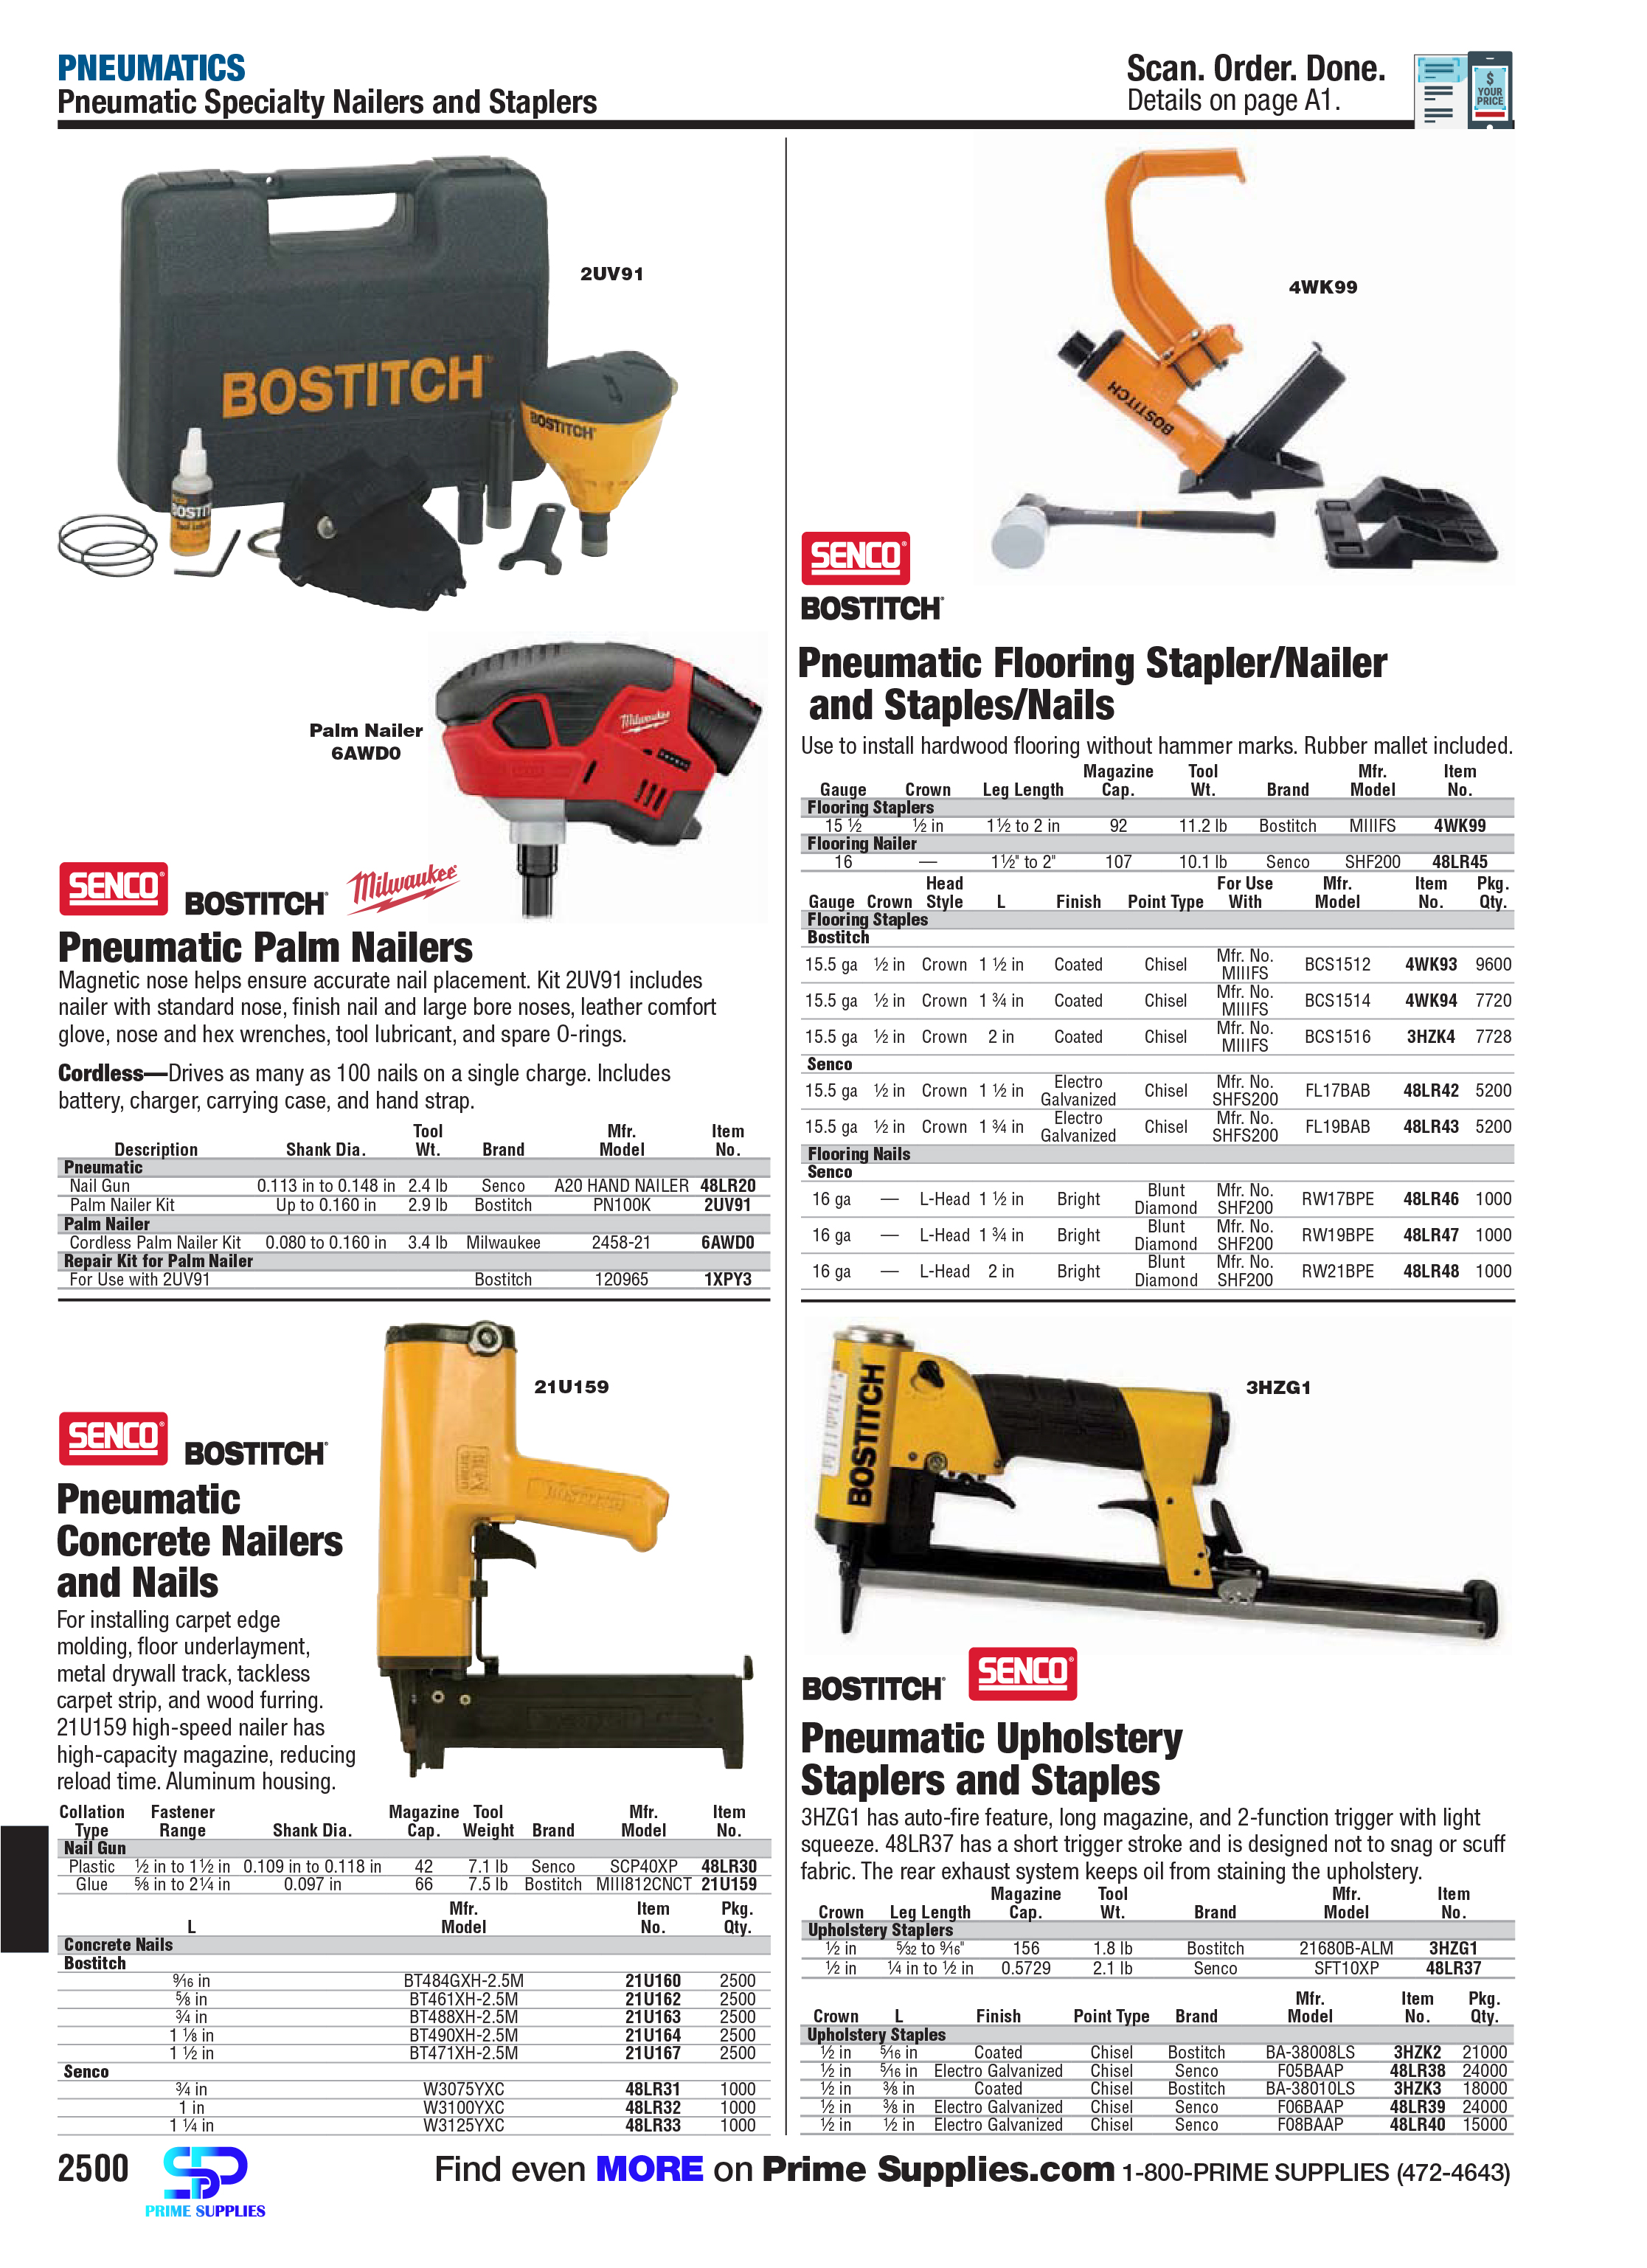 PNEUMATICS
Pneumatic Specialty Nailers and Staplers
Scan. Order. Done.
Details on page A1.
$
YOUR
PRICE
2UV91
BOSTITCH
BOSTITCH
Palm Nailer
6AWD0
Milwaukee
SENCO BOSTITCH Milwaukee
Pneumatic Palm Nailers
Magnetic nose helps ensure accurate nail placement. Kit 2UV91 includes
nailer with standard nose, finish nail and large bore noses, leather comfort
glove, nose and hex wrenches, tool lubricant, and spare O-rings.
Cordless—Drives as many as 100 nails on a single charge. Includes
battery, charger, carrying case, and hand strap.
Description Shank Dia. Tool Wt. Brand Mfr. Model Item No.
Pneumatic
Nail Gun 0.113 in to 0.148 in 2.4 lb Senco A20 HAND NAILER 48LR20
Palm Nailer Kit Up to 0.160 in 2.9 lb Bostitch PN100K 2UV91
Palm Nailer
Cordless Palm Nailer Kit 0.080 to 0.160 in 3.4 lb Milwaukee 2458-21 6AWD0
Repair Kit for Palm Nailer
For Use with 2UV91 Bostitch 120965 1XPY3
21U159
SENCO BOSTITCH
Pneumatic
Concrete Nailers
and Nails
For installing carpet edge
molding, floor underlayment,
metal drywall track, tackless
carpet strip, and wood furring.
21U159 high-speed nailer has
high-capacity magazine, reducing
reload time. Aluminum housing.
Collation Type Fastener Range Shank Dia. Magazine Cap. Tool Weight Brand Mfr. Model Item No.
Nail Gun
Plastic ½ in to 1½ in 0.109 in to 0.118 in 42 7.1 lb Senco SCP40XP 48LR30
Glue ⅝ in to 2¼ in 0.097 in 66 7.5 lb Bostitch MIII812CNCT 21U159
L Mfr. Model Item No. Pkg. Qty.
Concrete Nails
Bostitch
9⁄16 in BT484GXH-2.5M 21U160 2500
⅝ in BT461XH-2.5M 21U162 2500
¾ in BT488XH-2.5M 21U163 2500
1 ⅛ in BT490XH-2.5M 21U164 2500
1 ½ in BT471XH-2.5M 21U167 2500
Senco
¾ in W3075YXC 48LR31 1000
1 in W3100YXC 48LR32 1000
1 ¼ in W3125YXC 48LR33 1000
4WK99
BOSTITCH
SENCO
BOSTITCH
Pneumatic Flooring Stapler/Nailer
and Staples/Nails
Use to install hardwood flooring without hammer marks. Rubber mallet included.
Gauge Crown Leg Length Magazine Cap. Tool Wt. Brand Mfr. Model Item No.
Flooring Staplers
15 ½ ½ in 1½ to 2 in 92 11.2 lb Bostitch MIIIFS 4WK99
Flooring Nailer
16 — 1½" to 2" 107 10.1 lb Senco SHF200 48LR45
Gauge Crown Head Style L Finish Point Type For Use With Mfr. Model Item No. Pkg. Qty.
Flooring Staples
Bostitch
15.5 ga ½ in Crown 1 ½ in Coated Chisel Mfr. No. MIIIFS BCS1512 4WK93 9600
15.5 ga ½ in Crown 1 ¾ in Coated Chisel Mfr. No. MIIIFS BCS1514 4WK94 7720
15.5 ga ½ in Crown 2 in Coated Chisel Mfr. No. MIIIFS BCS1516 3HZK4 7728
Senco
15.5 ga ½ in Crown 1 ½ in Electro Galvanized Chisel Mfr. No. SHFS200 FL17BAB 48LR42 5200
15.5 ga ½ in Crown 1 ¾ in Electro Galvanized Chisel Mfr. No. SHFS200 FL19BAB 48LR43 5200
Flooring Nails
Senco
16 ga — L-Head 1 ½ in Bright Blunt Diamond Mfr. No. SHF200 RW17BPE 48LR46 1000
16 ga — L-Head 1 ¾ in Bright Blunt Diamond Mfr. No. SHF200 RW19BPE 48LR47 1000
16 ga — L-Head 2 in Bright Blunt Diamond Mfr. No. SHF200 RW21BPE 48LR48 1000
3HZG1
BOSTITCH
BOSTITCH SENCO
Pneumatic Upholstery
Staplers and Staples
3HZG1 has auto-fire feature, long magazine, and 2-function trigger with light
squeeze. 48LR37 has a short trigger stroke and is designed not to snag or scuff
fabric. The rear exhaust system keeps oil from staining the upholstery.
Crown Leg Length Magazine Cap. Tool Wt. Brand Mfr. Model Item No.
Upholstery Staplers
½ in 5⁄32 to 9⁄16" 156 1.8 lb Bostitch 21680B-ALM 3HZG1
½ in ¼ in to ½ in 0.5729 2.1 lb Senco SFT10XP 48LR37
Crown L Finish Point Type Brand Mfr. Model Item No. Pkg. Qty.
Upholstery Staples
½ in 5⁄16 in Coated Chisel Bostitch BA-38008LS 3HZK2 21000
½ in 5⁄16 in Electro Galvanized Chisel Senco F05BAAP 48LR38 24000
½ in ⅜ in Coated Chisel Bostitch BA-38010LS 3HZK3 18000
½ in ⅜ in Electro Galvanized Chisel Senco F06BAAP 48LR39 24000
½ in ½ in Electro Galvanized Chisel Senco F08BAAP 48LR40 15000
2500
PRIME SUPPLIES
Find even MORE on Prime Supplies.com 1-800-PRIME SUPPLIES (472-4643)